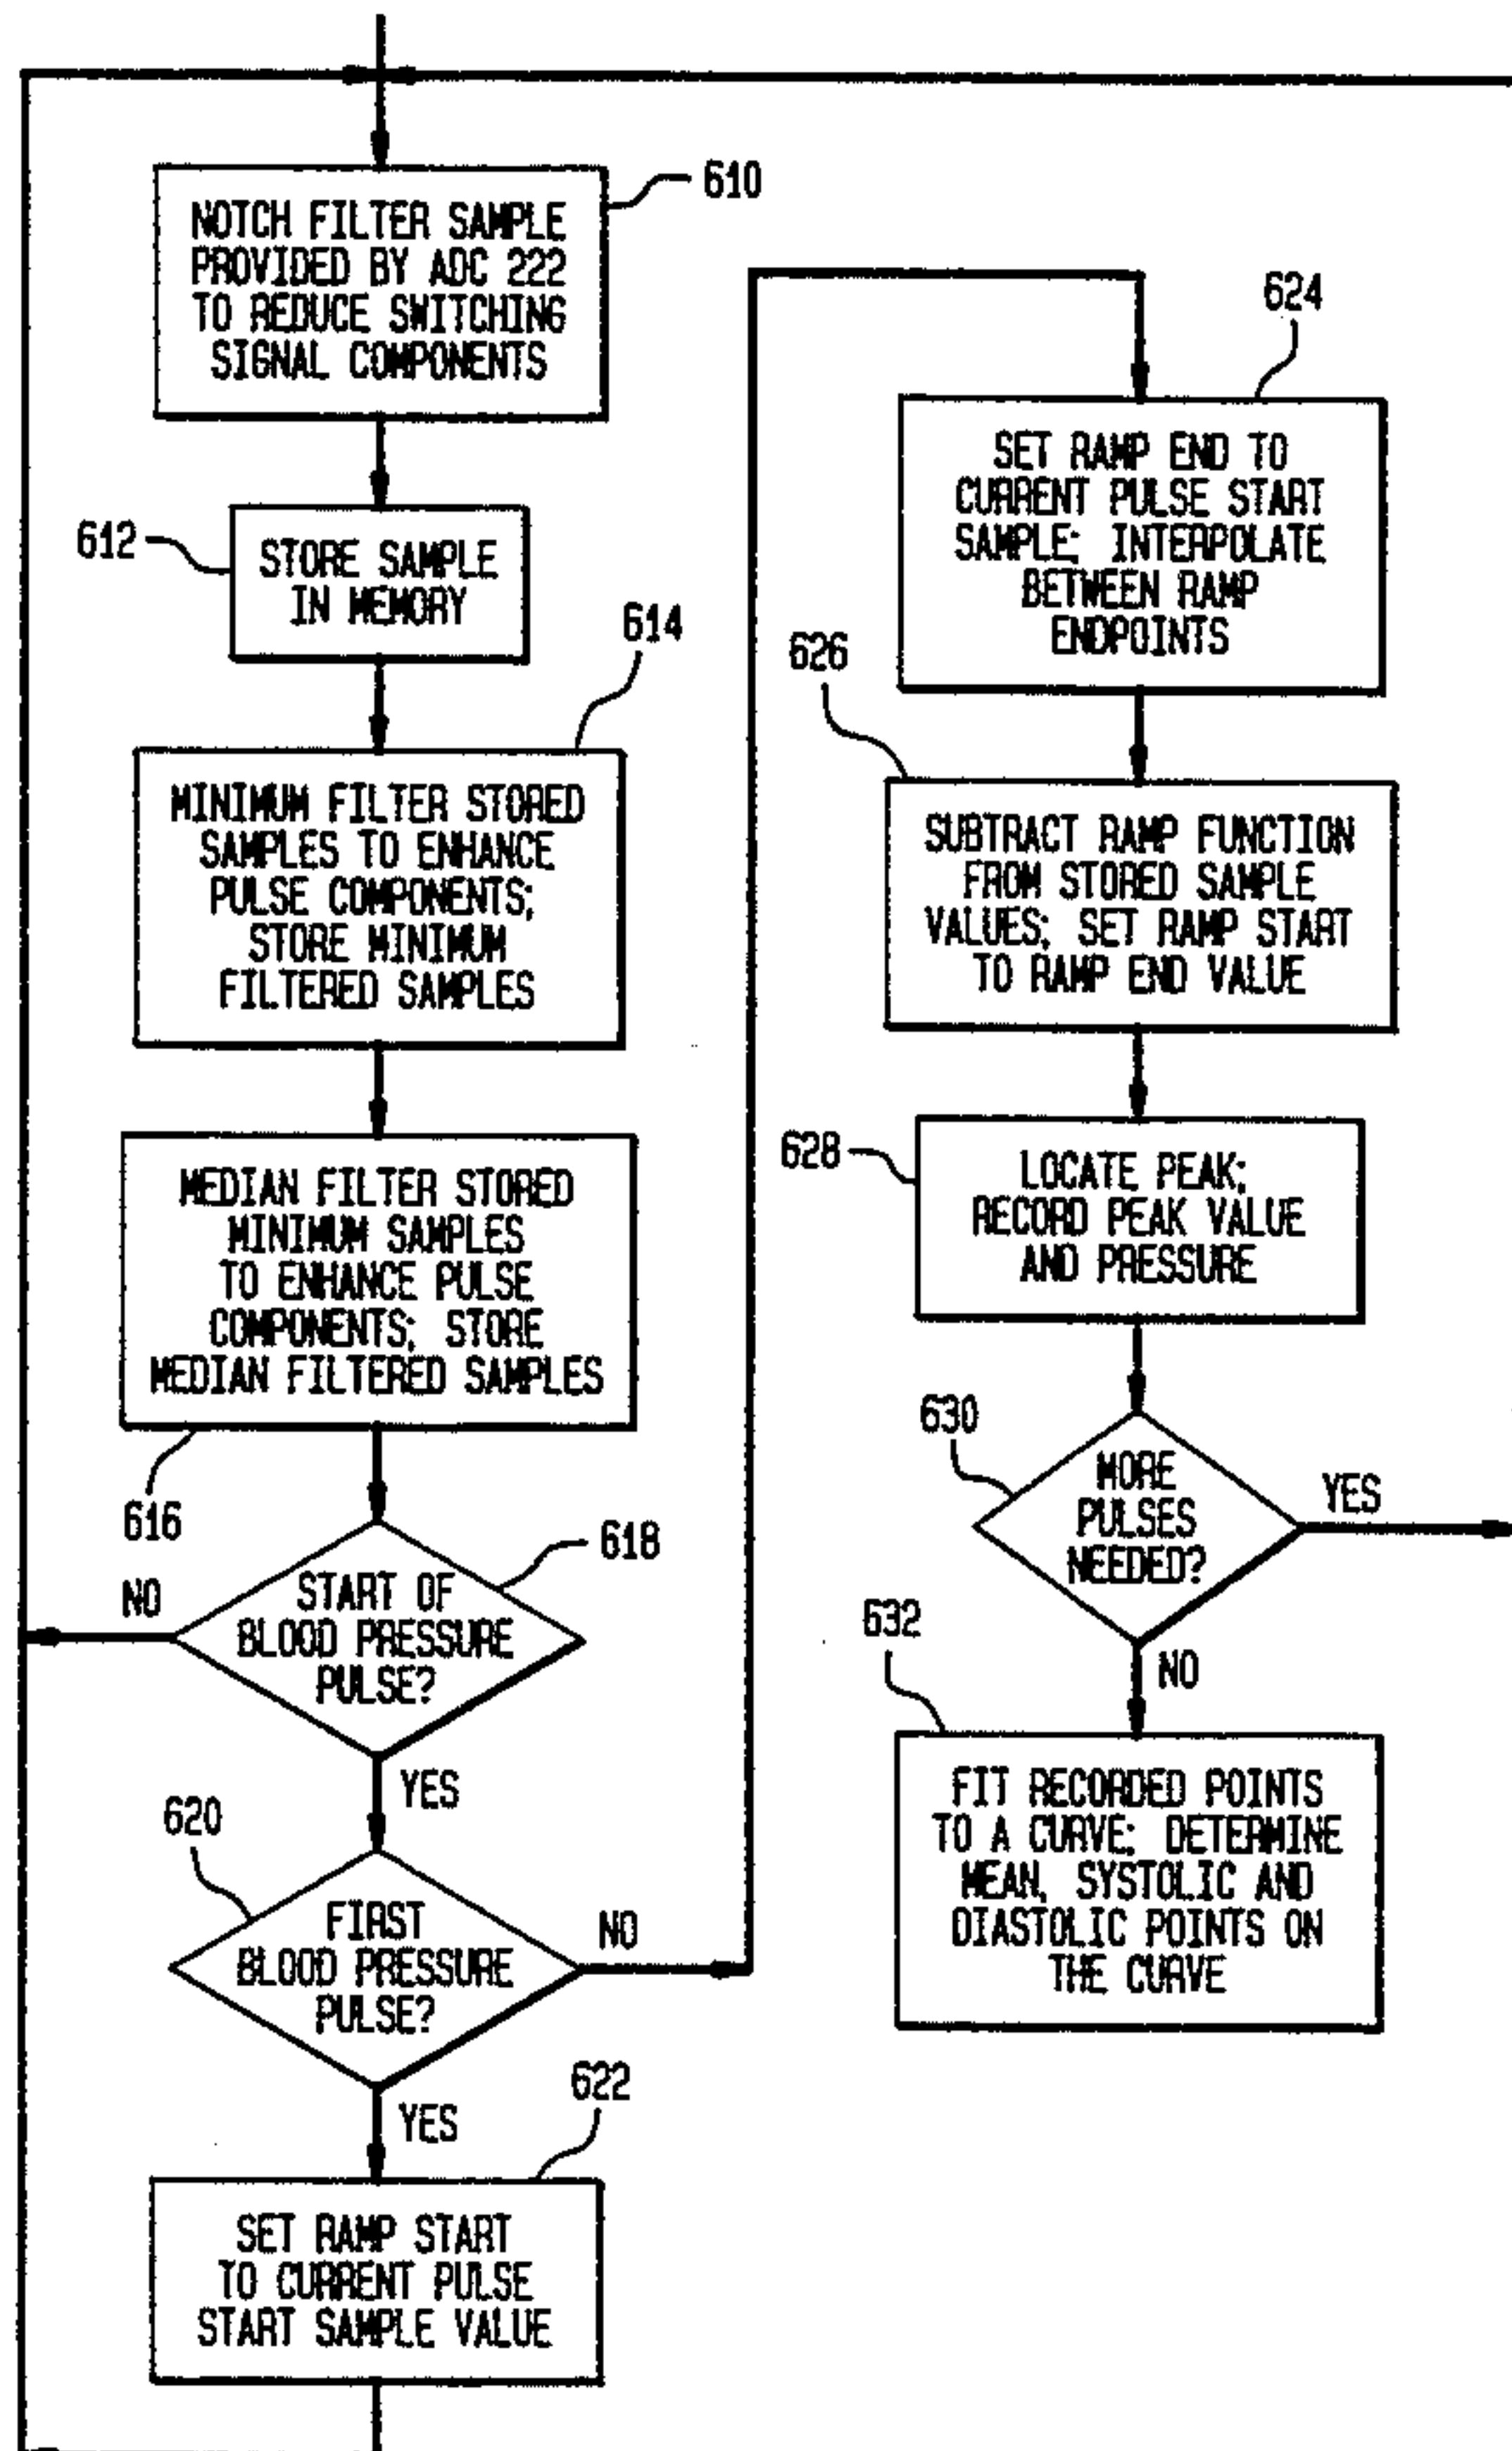 610
NOTCH FILTER SAMPLE
PROVIDED BY ADC 222
TO REDUCE SWITCHING
SIGNAL COMPONENTS
612
STORE SAMPLE
IN MEMORY
614
MINIMUM FILTER STORED
SAMPLES TO ENHANCE
PULSE COMPONENTS;
STORE MINIMUM
FILTERED SAMPLES
MEDIAN FILTER STORED
MINIMUM SAMPLES
TO ENHANCE PULSE
COMPONENTS; STORE
MEDIAN FILTERED SAMPLES
616
618
NO
START OF
BLOOD PRESSURE
PULSE?
YES
620
FIRST
BLOOD PRESSURE
PULSE?
NO
YES
622
SET RAMP START
TO CURRENT PULSE
START SAMPLE VALUE
624
SET RAMP END TO
CURRENT PULSE START
SAMPLE; INTERPOLATE
BETWEEN RAMP
ENDPOINTS
626
SUBTRACT RAMP FUNCTION
FROM STORED SAMPLE
VALUES; SET RAMP START
TO RAMP END VALUE
628
LOCATE PEAK;
RECORD PEAK VALUE
AND PRESSURE
630
MORE
PULSES
NEEDED?
YES
NO
632
FIT RECORDED POINTS
TO A CURVE; DETERMINE
MEAN, SYSTOLIC AND
DIASTOLIC POINTS ON
THE CURVE